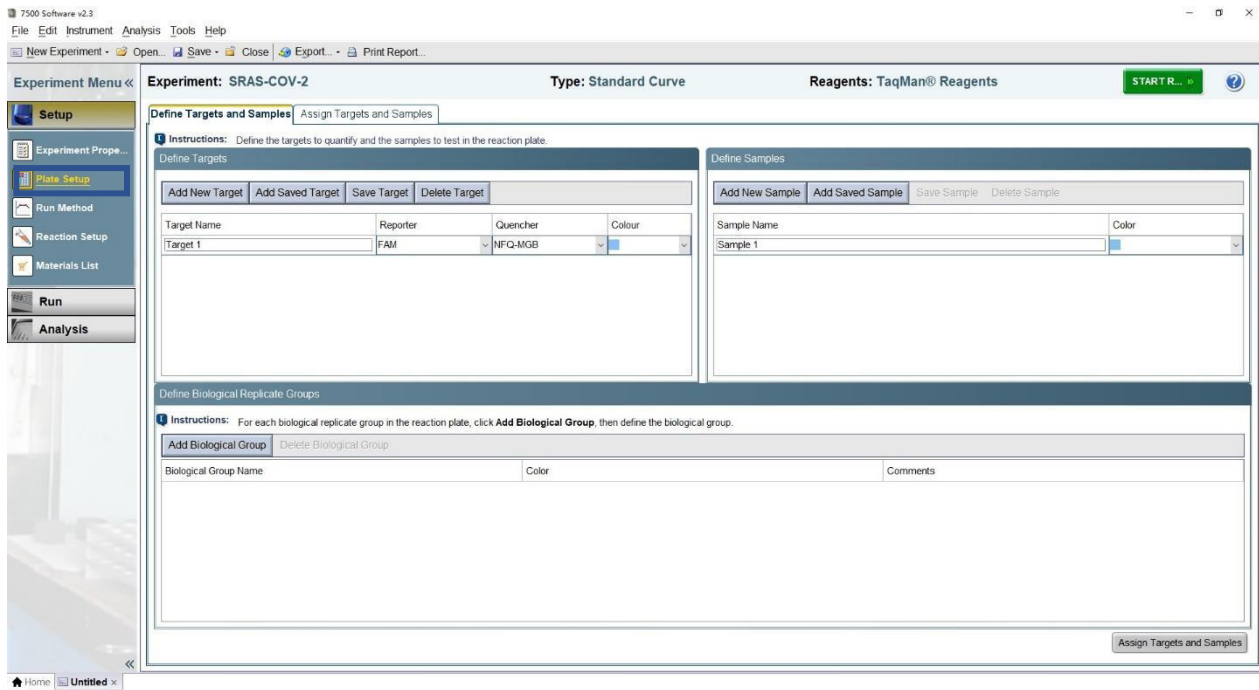 7500 Software v2.3
File Edit Instrument Analysis Tools Help
New Experiment Open... Save Close Export... Print Report...
Experiment Menu «
Experiment: SRAS-COV-2 Type: Standard Curve Reagents: TaqMan® Reagents START R... »
Setup
Experiment Prope...
Plate Setup
Run Method
Reaction Setup
Materials List
Run
Analysis
Define Targets and Samples Assign Targets and Samples
Instructions: Define the targets to quantify and the samples to test in the reaction plate.
Define Targets
Add New Target Add Saved Target Save Target Delete Target
Target Name Reporter Quencher Colour
Target 1 FAM NFQ-MGB
Define Samples
Add New Sample Add Saved Sample Save Sample Delete Sample
Sample Name Color
Sample 1
Define Biological Replicate Groups
Instructions: For each biological replicate group in the reaction plate, click Add Biological Group, then define the biological group.
Add Biological Group Delete Biological Group
Biological Group Name Color Comments
Assign Targets and Samples
«
Home Untitled ×